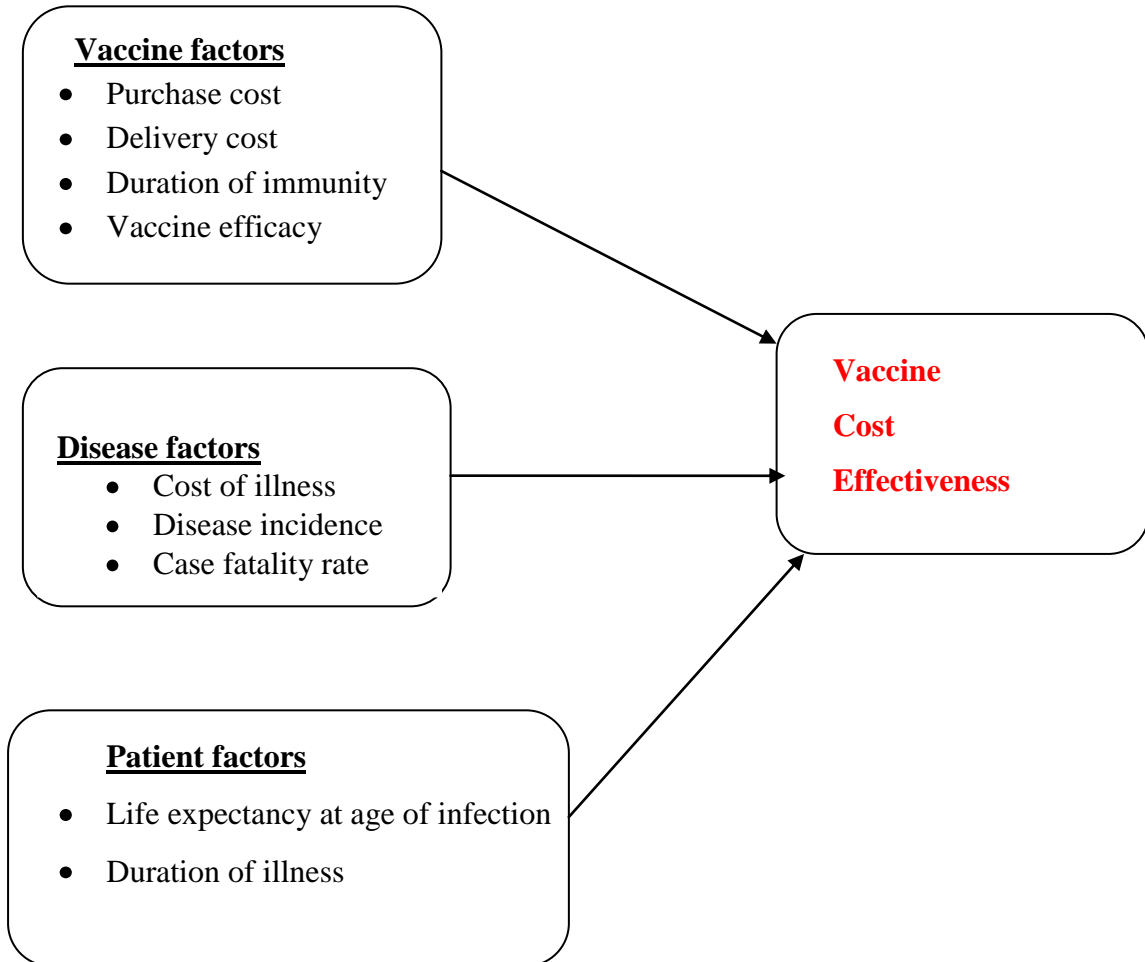 Vaccine factors
• Purchase cost
• Delivery cost
• Duration of immunity
• Vaccine efficacy
Disease factors
• Cost of illness
• Disease incidence
• Case fatality rate
Patient factors
• Life expectancy at age of infection
• Duration of illness
Vaccine
Cost
Effectiveness